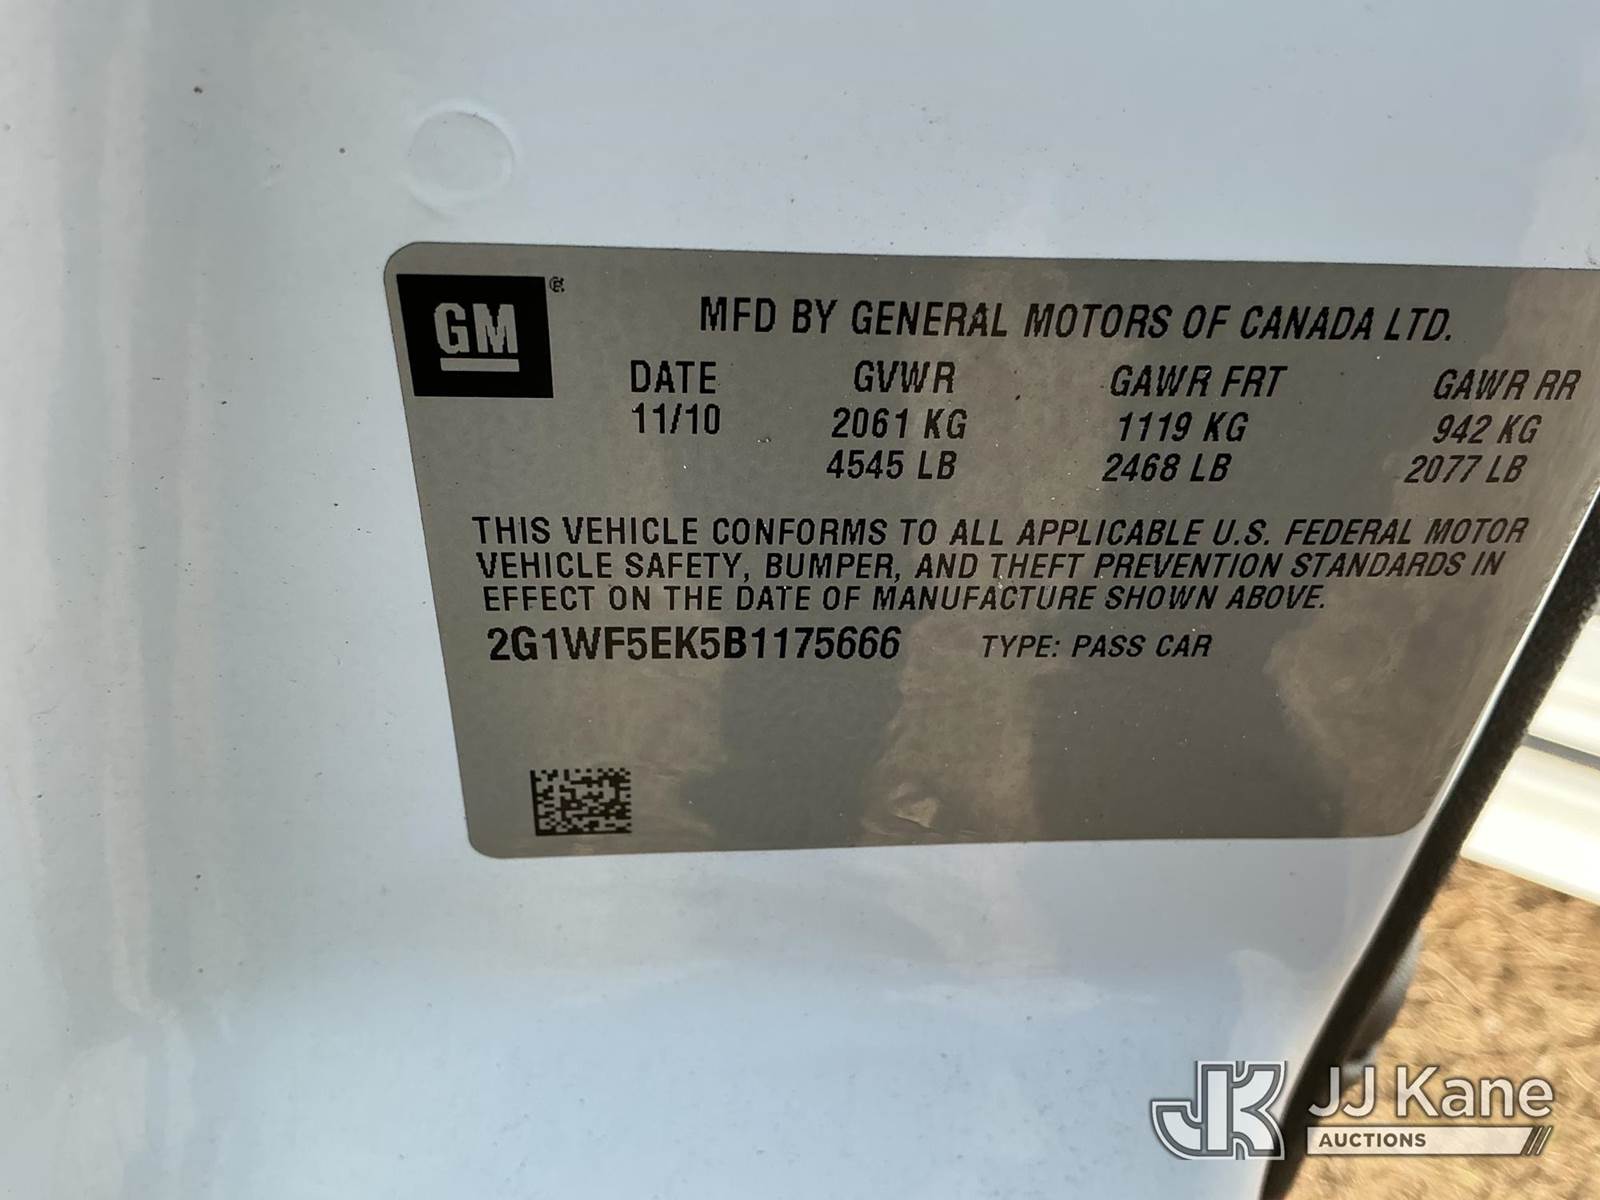 GM
MFD BY GENERAL MOTORS OF CANADA LTD.
DATE GVWR GAWR FRT GAWR RR
11/10 2061 KG 1119 KG 942 KG
4545 LB 2468 LB 2077 LB
THIS VEHICLE CONFORMS TO ALL APPLICABLE U.S. FEDERAL MOTOR
VEHICLE SAFETY, BUMPER, AND THEFT PREVENTION STANDARDS IN
EFFECT ON THE DATE OF MANUFACTURE SHOWN ABOVE.
2G1WF5EK5B1175666 TYPE: PASS CAR
JK JJ Kane
AUCTIONS